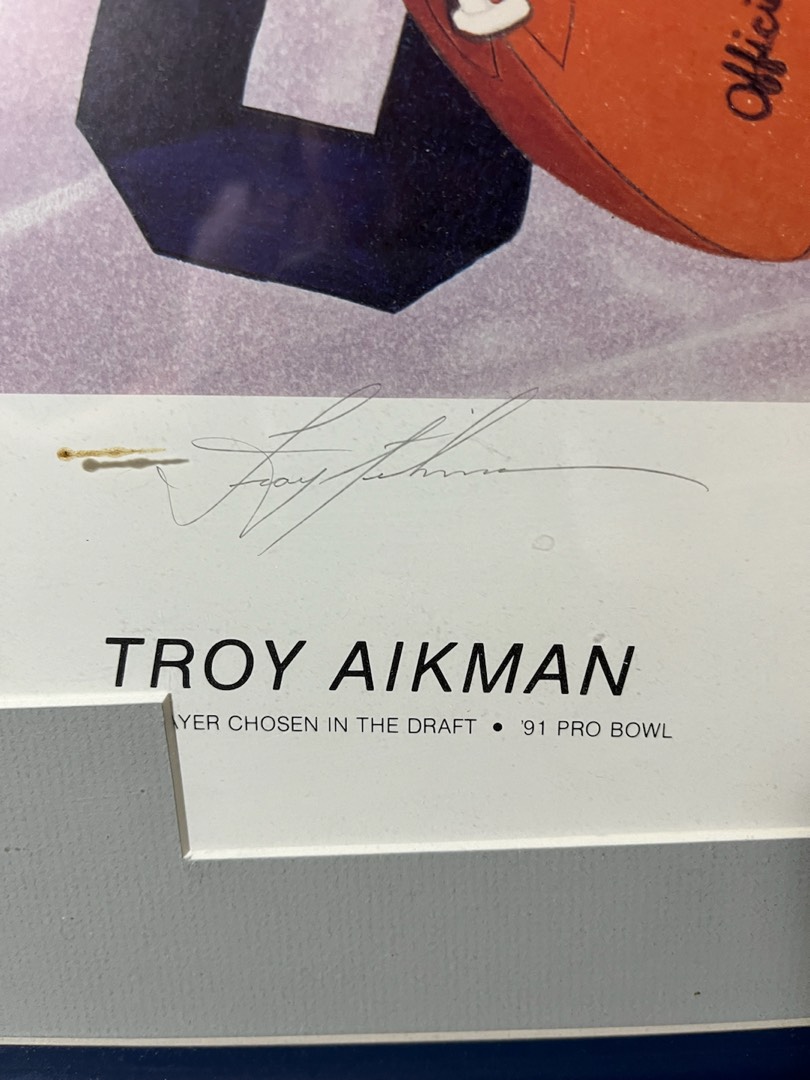 Offici
Troy Aikman
TROY AIKMAN
AYER CHOSEN IN THE DRAFT • '91 PRO BOWL